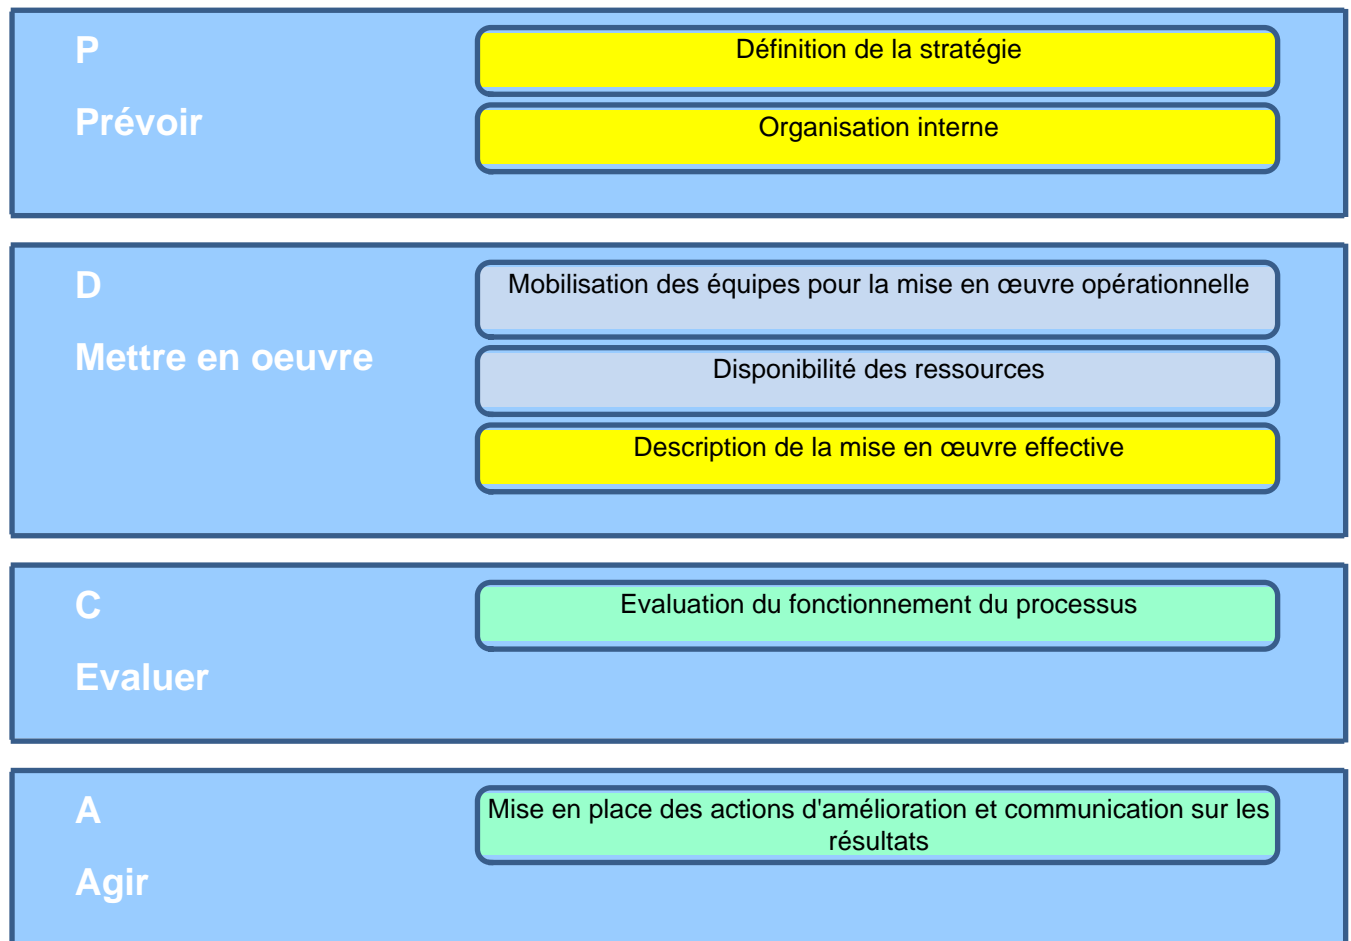 P
Prévoir
Définition de la stratégie
Organisation interne
D
Mettre en oeuvre
Mobilisation des équipes pour la mise en œuvre opérationnelle
Disponibilité des ressources
Description de la mise en œuvre effective
C
Evaluer
Evaluation du fonctionnement du processus
A
Agir
Mise en place des actions d'amélioration et communication sur les
résultats